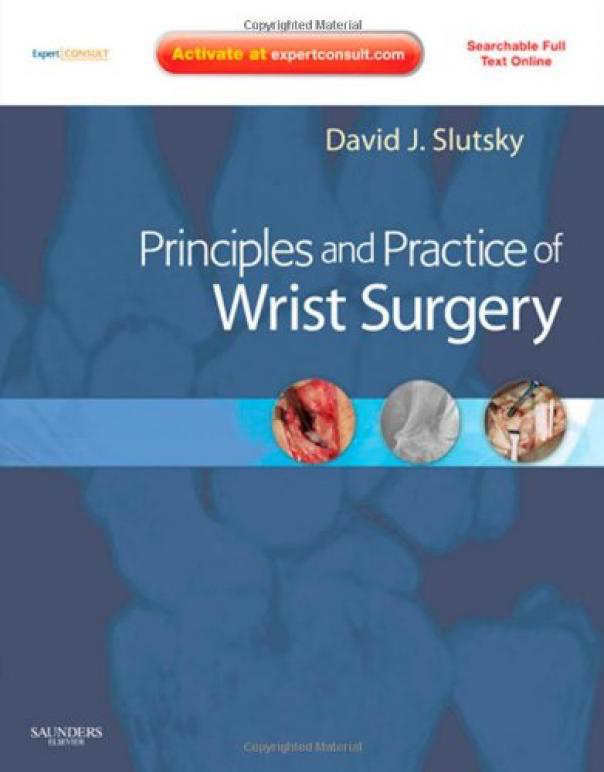 Copyrighted Material
Expert CONSULT
Activate at expertconsult.com
Searchable Full
Text Online
David J. Slutsky
Principles and Practice of
Wrist Surgery
SAUNDERS
ELSEVIER
Copyrighted Material